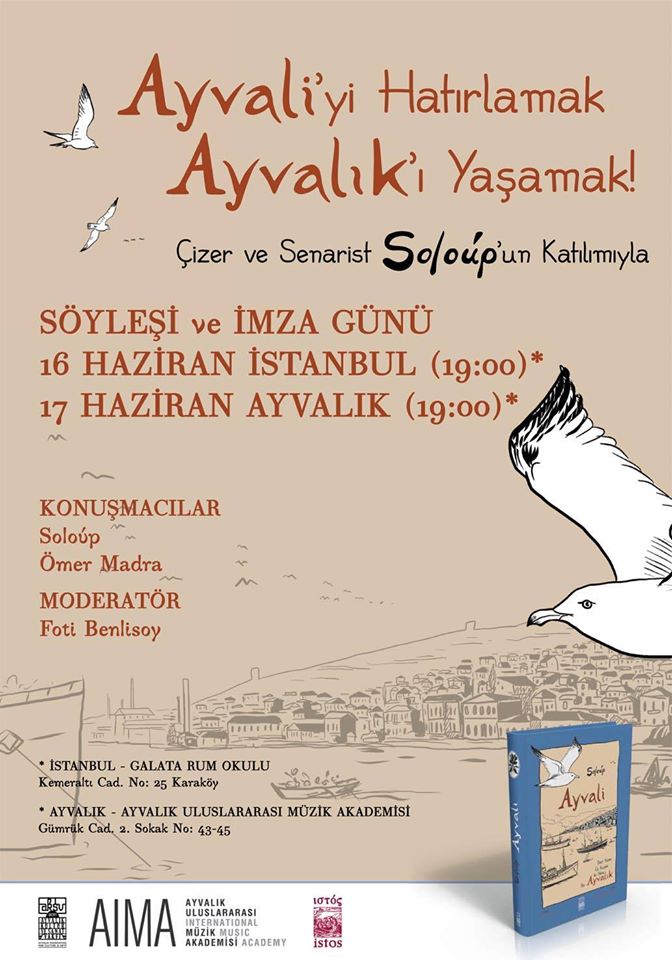 Ayvali'yi Hatırlamak
Ayvalık'ı Yaşamak!
Çizer ve Senarist Soloúp'un Katılımıyla
SÖYLEŞİ ve İMZA GÜNÜ
16 HAZİRAN İSTANBUL (19:00)*
17 HAZİRAN AYVALIK (19:00)*
KONUŞMACILAR
Soloúp
Ömer Madra
MODERATÖR
Foti Benlisoy
* İSTANBUL - GALATA RUM OKULU
Kemeraltı Cad. No: 25 Karaköy
* AYVALIK - AYVALIK ULUSLARARASI MÜZİK AKADEMİSİ
Gümrük Cad. 2. Sokak No: 43-45
Soloúp
Ayvali
Ayvali
Ayvalık
AIMA
AYVALIK
ULUSLARARASI
INTERNATIONAL
MÜZİK MUSIC
AKADEMİSİ ACADEMY
ιστός
istos